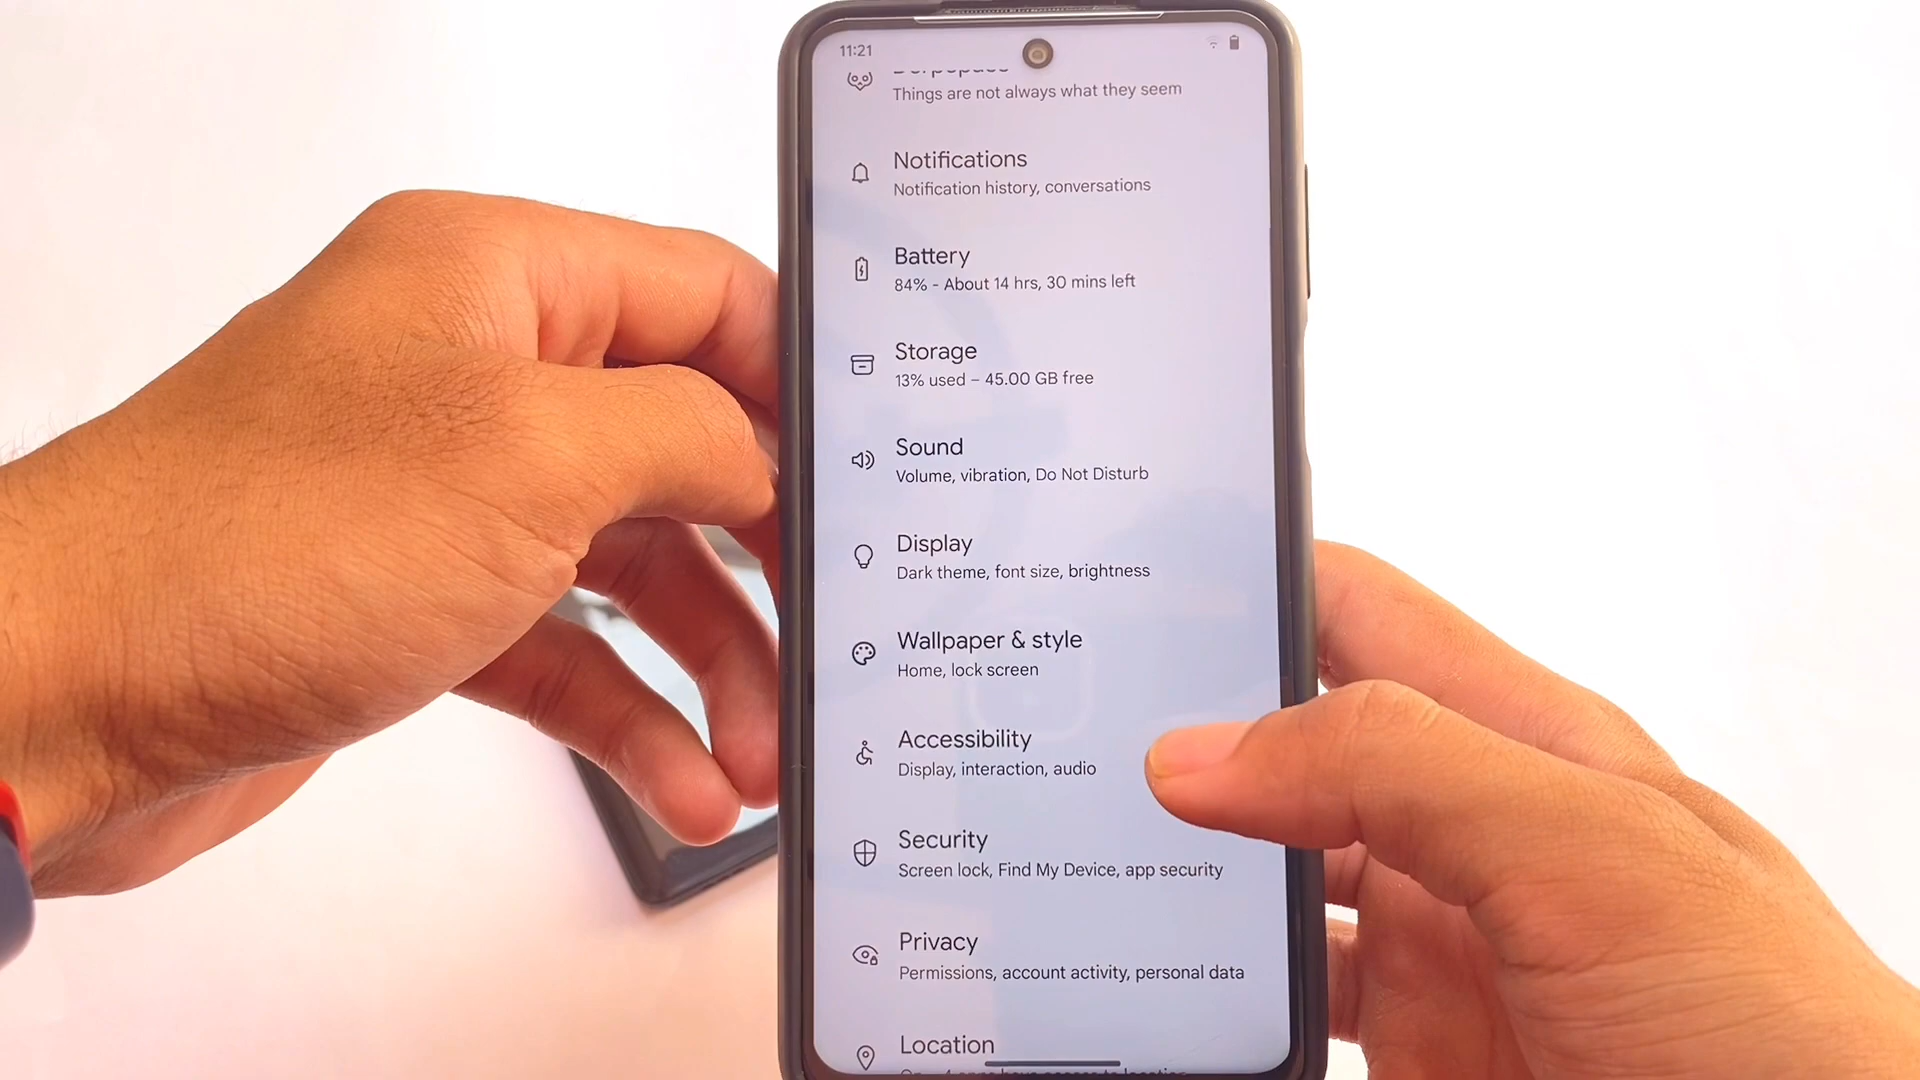 11:21
Things are not always what they seem
Notifications
Notification history, conversations
Battery
84% - About 14 hrs, 30 mins left
Storage
13% used – 45.00 GB free
Sound
Volume, vibration, Do Not Disturb
Display
Dark theme, font size, brightness
Wallpaper & style
Home, lock screen
Accessibility
Display, interaction, audio
Security
Screen lock, Find My Device, app security
Privacy
Permissions, account activity, personal data
Location